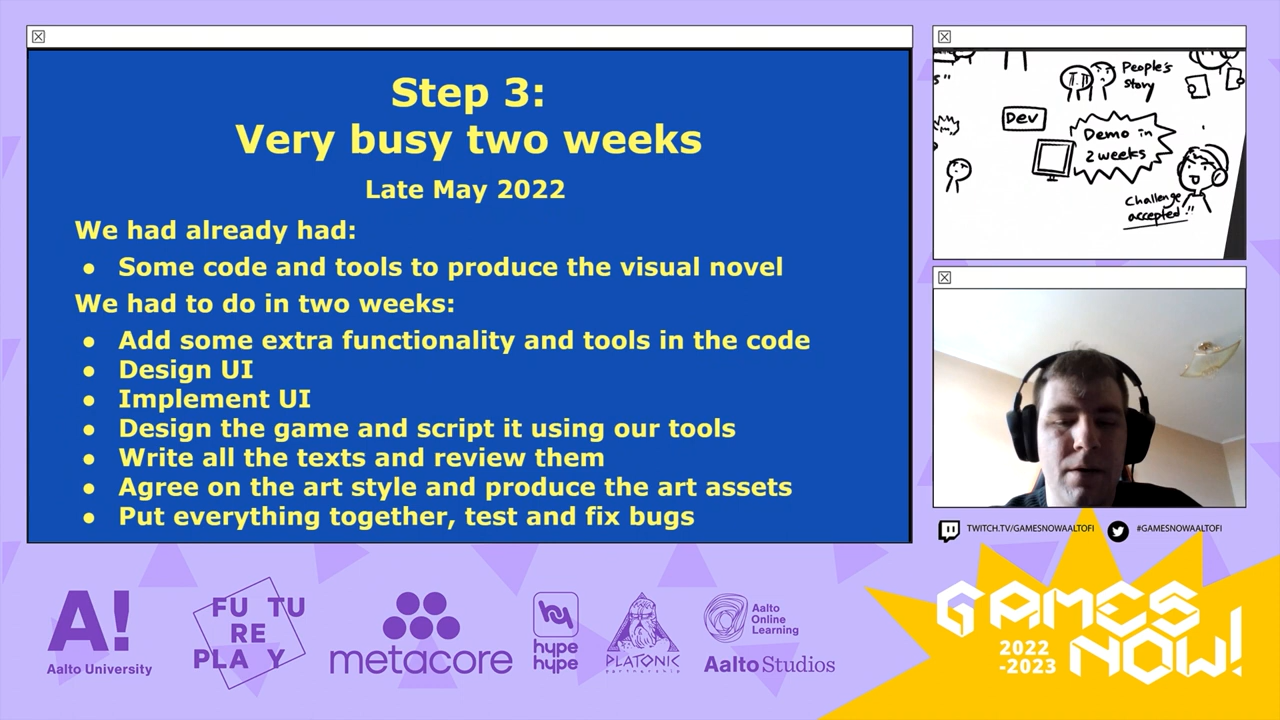 Step 3:
Very busy two weeks
Late May 2022
We had already had:
● Some code and tools to produce the visual novel
We had to do in two weeks:
● Add some extra functionality and tools in the code
● Design UI
● Implement UI
● Design the game and script it using our tools
● Write all the texts and review them
● Agree on the art style and produce the art assets
● Put everything together, test and fix bugs
People's
Story
Dev
Demo in
2 weeks
Challenge
accepted!!
TWITCH.TV/GAMESNOWAALTOFI
#GAMESNOWAALTOFI
A!
Aalto University
FU TU
RE
PLA Y
metacore
hype
hype
PLATONIC
partnership
Aalto
Online
Learning
Aalto Studios
GAMES
NOW!
2022
-2023